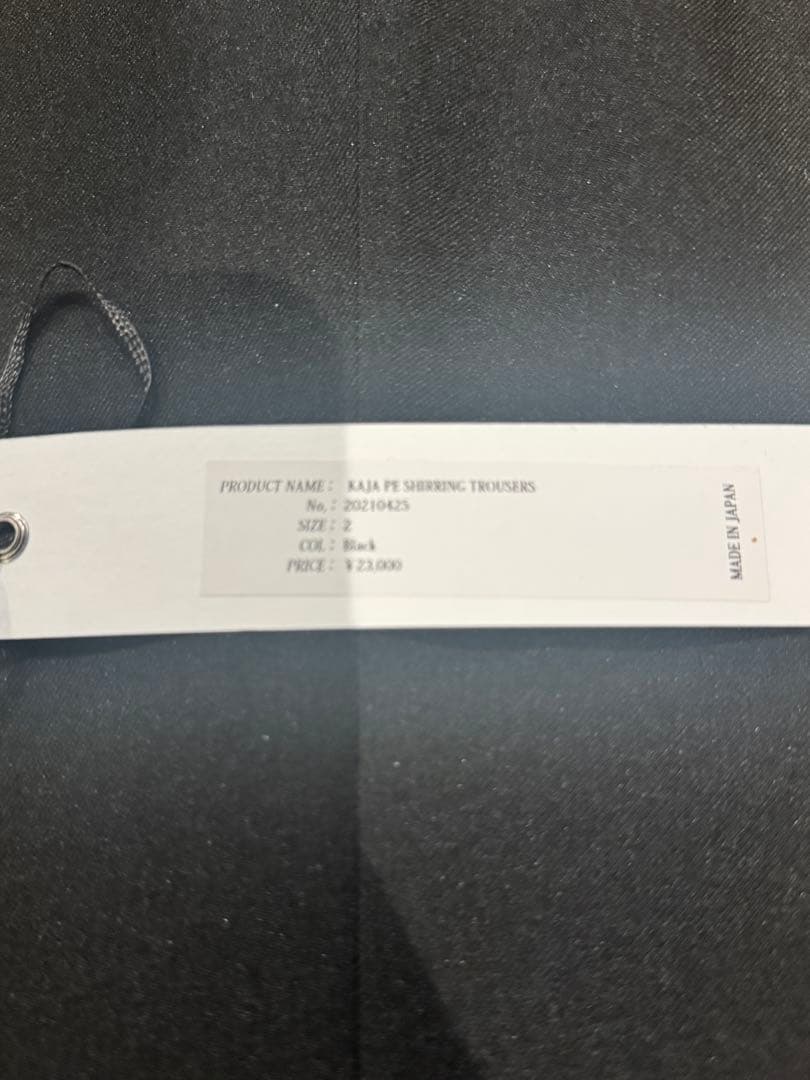 PRODUCT NAME : KAJA PE SHIRRING TROUSERS
No, : 20210425
SIZE : 2
COL : Black
PRICE : ¥23,000
MADE IN JAPAN